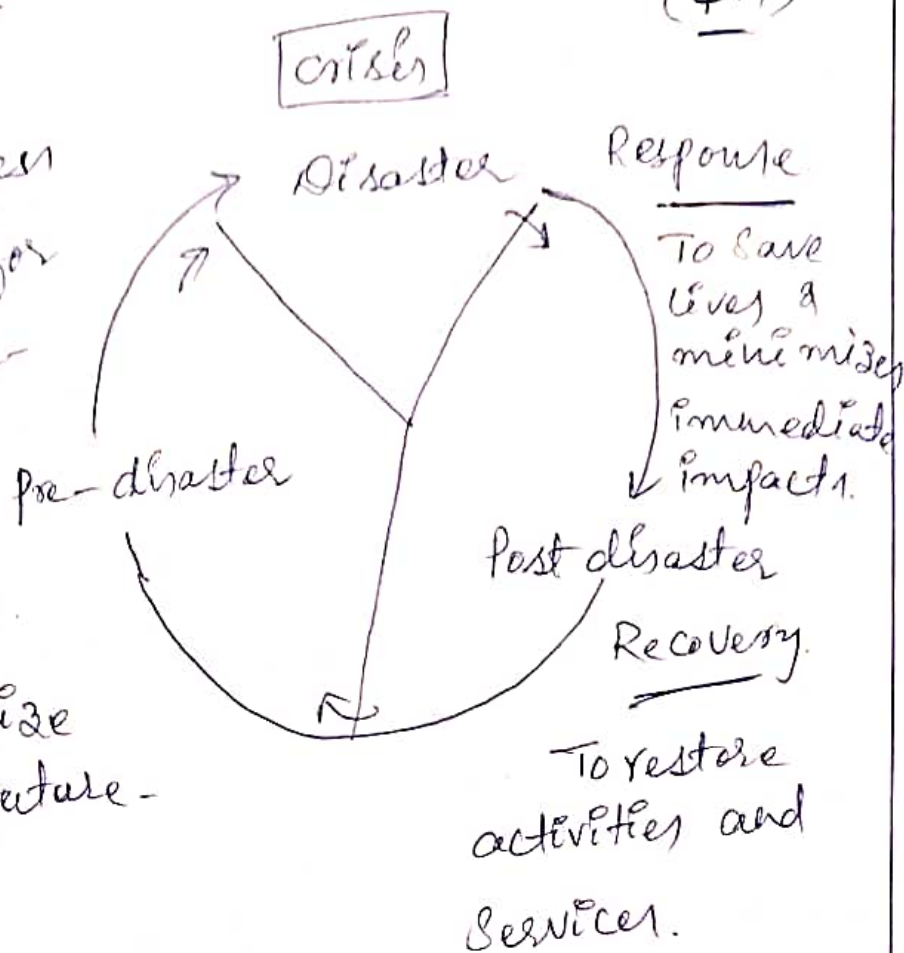 crisis
Disaster
Response
To Save
lives &
minimizes
immediate
impacts.
Pre-disaster
Post disaster
Recovery.
To restore
activities and
Services.